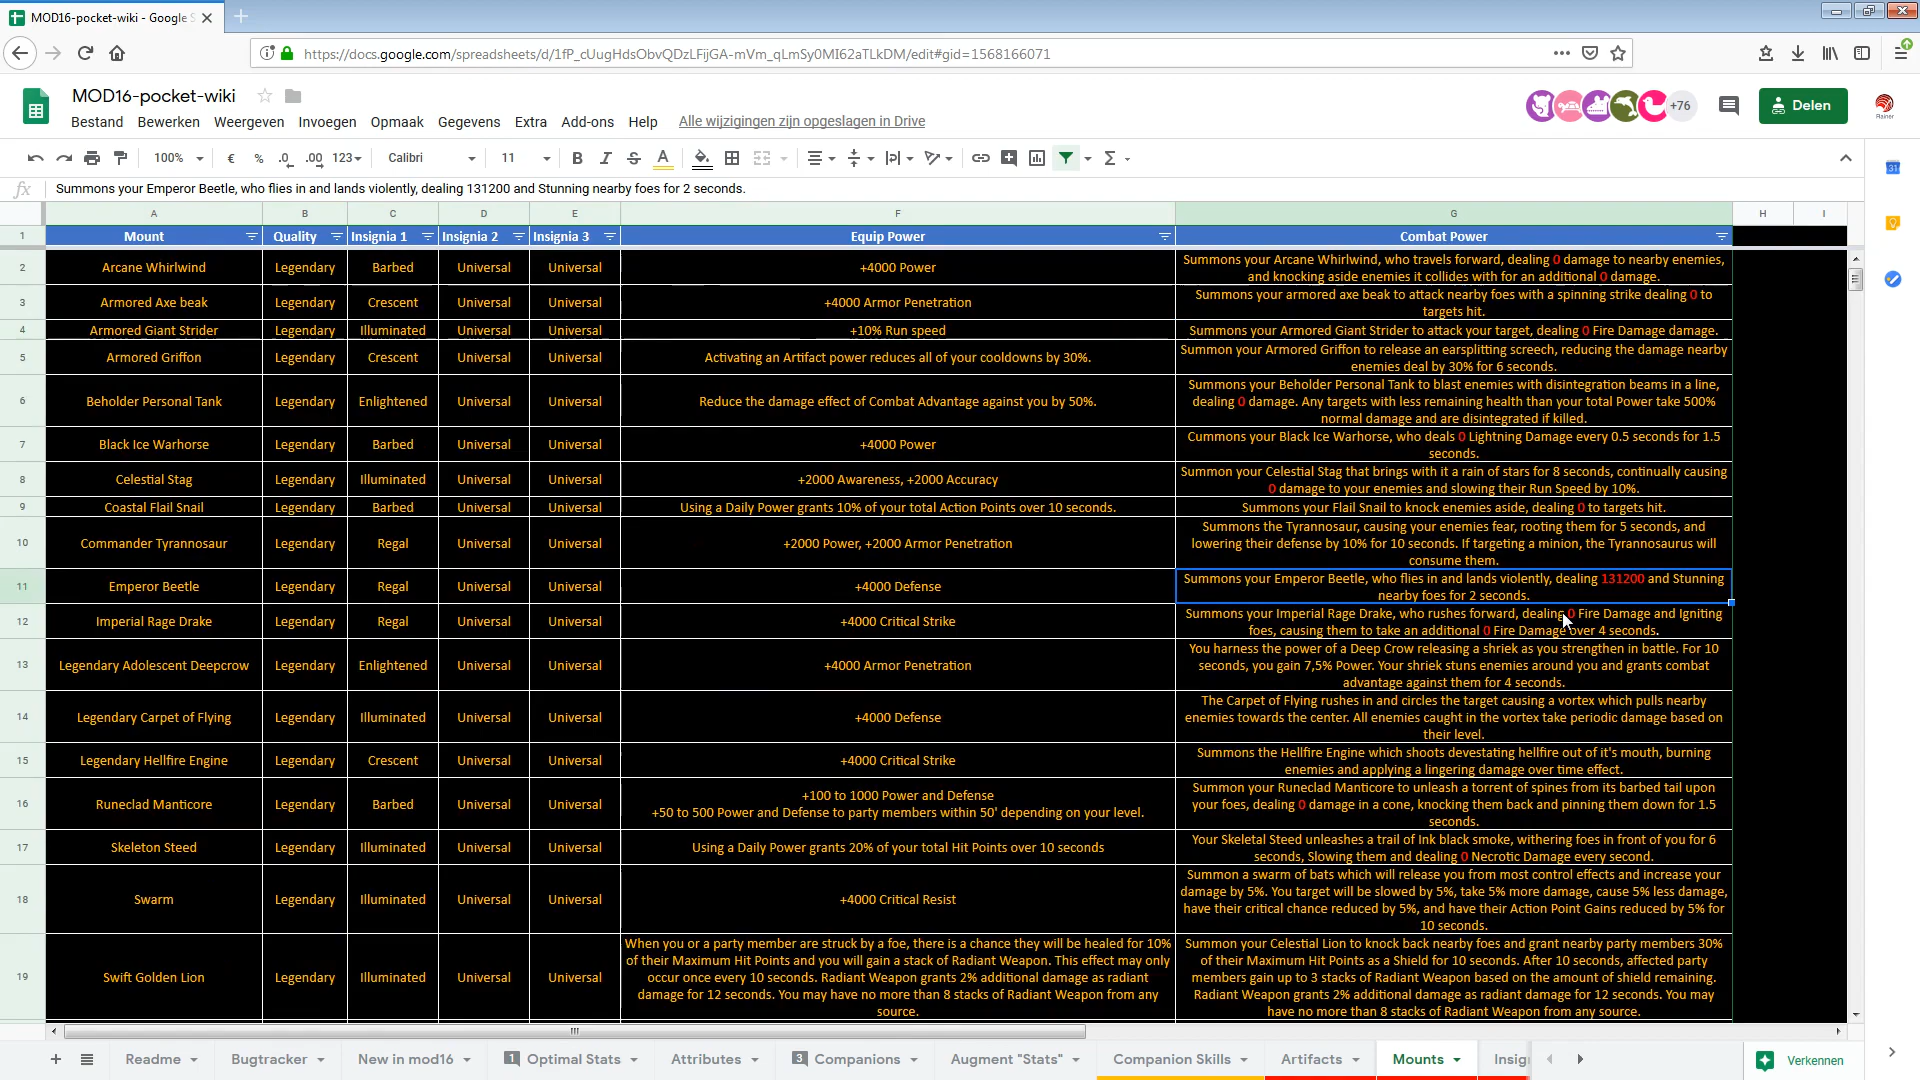 MOD16-pocket-wiki - Google S
https://docs.google.com/spreadsheets/d/1fP_cUugHdsObvQDzLFijGA-mVm_qLmSy0MI62aTLkDM/edit#gid=1568166071
MOD16-pocket-wiki
+76
Delen
Rainer
Bestand Bewerken Weergeven Invoegen Opmaak Gegevens Extra Add-ons Help Alle wijzigingen zijn opgeslagen in Drive
100% € % .0 .00 123 Calibri 11 B I S A
31
fx Summons your Emperor Beetle, who flies in and lands violently, dealing 131200 and Stunning nearby foes for 2 seconds.
A B C D E F G H I
1 Mount Quality Insignia 1 Insignia 2 Insignia 3 Equip Power Combat Power
2 Arcane Whirlwind Legendary Barbed Universal Universal +4000 Power Summons your Arcane Whirlwind, who travels forward, dealing 0 damage to nearby enemies,
and knocking aside enemies it collides with for an additional 0 damage.
3 Armored Axe beak Legendary Crescent Universal Universal +4000 Armor Penetration Summons your armored axe beak to attack nearby foes with a spinning strike dealing 0 to
targets hit.
4 Armored Giant Strider Legendary Illuminated Universal Universal +10% Run speed Summons your Armored Giant Strider to attack your target, dealing 0 Fire Damage damage.
5 Armored Griffon Legendary Crescent Universal Universal Activating an Artifact power reduces all of your cooldowns by 30%. Summon your Armored Griffon to release an earsplitting screech, reducing the damage nearby
enemies deal by 30% for 6 seconds.
6 Beholder Personal Tank Legendary Enlightened Universal Universal Reduce the damage effect of Combat Advantage against you by 50%. Summons your Beholder Personal Tank to blast enemies with disintegration beams in a line,
dealing 0 damage. Any targets with less remaining health than your total Power take 500%
normal damage and are disintegrated if killed.
7 Black Ice Warhorse Legendary Barbed Universal Universal +4000 Power Cummons your Black Ice Warhorse, who deals 0 Lightning Damage every 0.5 seconds for 1.5
seconds.
8 Celestial Stag Legendary Illuminated Universal Universal +2000 Awareness, +2000 Accuracy Summon your Celestial Stag that brings with it a rain of stars for 8 seconds, continually causing
0 damage to your enemies and slowing their Run Speed by 10%.
9 Coastal Flail Snail Legendary Barbed Universal Universal Using a Daily Power grants 10% of your total Action Points over 10 seconds. Summons your Flail Snail to knock enemies aside, dealing 0 to targets hit.
10 Commander Tyrannosaur Legendary Regal Universal Universal +2000 Power, +2000 Armor Penetration Summons the Tyrannosaur, causing your enemies fear, rooting them for 5 seconds, and
lowering their defense by 10% for 10 seconds. If targeting a minion, the Tyrannosaurus will
consume them.
11 Emperor Beetle Legendary Regal Universal Universal +4000 Defense Summons your Emperor Beetle, who flies in and lands violently, dealing 131200 and Stunning
nearby foes for 2 seconds.
12 Imperial Rage Drake Legendary Regal Universal Universal +4000 Critical Strike Summons your Imperial Rage Drake, who rushes forward, dealing 0 Fire Damage and Igniting
foes, causing them to take an additional 0 Fire Damage over 4 seconds.
13 Legendary Adolescent Deepcrow Legendary Enlightened Universal Universal +4000 Armor Penetration You harness the power of a Deep Crow releasing a shriek as you strengthen in battle. For 10
seconds, you gain 7,5% Power. Your shriek stuns enemies around you and grants combat
advantage against them for 4 seconds.
14 Legendary Carpet of Flying Legendary Illuminated Universal Universal +4000 Defense The Carpet of Flying rushes in and circles the target causing a vortex which pulls nearby
enemies towards the center. All enemies caught in the vortex take periodic damage based on
their level.
15 Legendary Hellfire Engine Legendary Crescent Universal Universal +4000 Critical Strike Summons the Hellfire Engine which shoots devestating hellfire out of it's mouth, burning
enemies and applying a lingering damage over time effect.
16 Runeclad Manticore Legendary Barbed Universal Universal +100 to 1000 Power and Defense
+50 to 500 Power and Defense to party members within 50' depending on your level. Summon your Runeclad Manticore to unleash a torrent of spines from its barbed tail upon
your foes, dealing 0 damage in a cone, knocking them back and pinning them down for 1.5
seconds.
17 Skeleton Steed Legendary Illuminated Universal Universal Using a Daily Power grants 20% of your total Hit Points over 10 seconds Your Skeletal Steed unleashes a trail of Ink black smoke, withering foes in front of you for 6
seconds, Slowing them and dealing 0 Necrotic Damage every second.
18 Swarm Legendary Illuminated Universal Universal +4000 Critical Resist Summon a swarm of bats which will release you from most control effects and increase your
damage by 5%. You target will be slowed by 5%, take 5% more damage, cause 5% less damage,
have their critical chance reduced by 5%, and have their Action Point Gains reduced by 5% for
10 seconds.
19 Swift Golden Lion Legendary Illuminated Universal Universal When you or a party member are struck by a foe, there is a chance they will be healed for 10%
of their Maximum Hit Points and you will gain a stack of Radiant Weapon. This effect may only
occur once every 10 seconds. Radiant Weapon grants 2% additional damage as radiant
damage for 12 seconds. You may have no more than 8 stacks of Radiant Weapon from any
source. Summon your Celestial Lion to knock back nearby foes and grant nearby party members 30%
of their Maximum Hit Points as a Shield for 10 seconds. After 10 seconds, affected party
members gain up to 3 stacks of Radiant Weapon based on the amount of shield remaining.
Radiant Weapon grants 2% additional damage as radiant damage for 12 seconds. You may
have no more than 8 stacks of Radiant Weapon from any source.
Readme Bugtracker New in mod16 1 Optimal Stats Attributes 3 Companions Augment "Stats" Companion Skills Artifacts Mounts Insig Verkennen